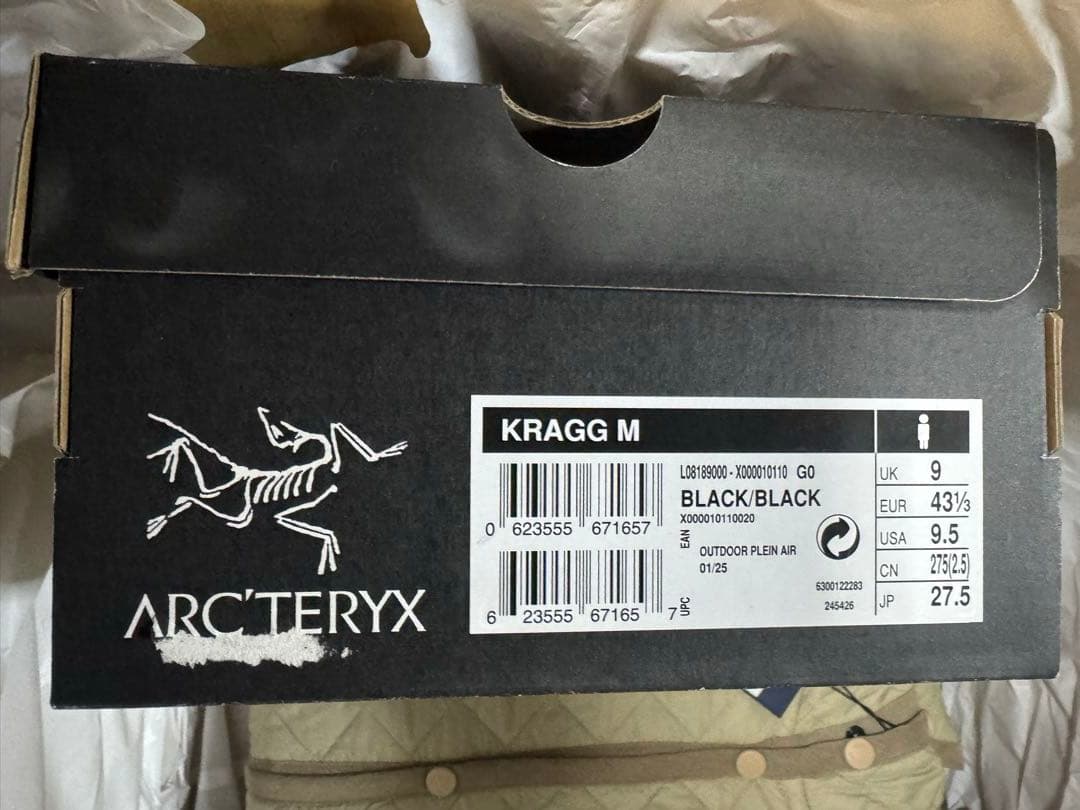 ARC'TERYX
KRAGG M
0 623555 671657
EAN
6 23555 67165 7
UPC
L08189000 - X000010110 GO
BLACK/BLACK
X000010110020
OUTDOOR PLEIN AIR
01/25
6300122283
245426
UK 9
EUR 43⅓
USA 9.5
CN 275(2.5)
JP 27.5